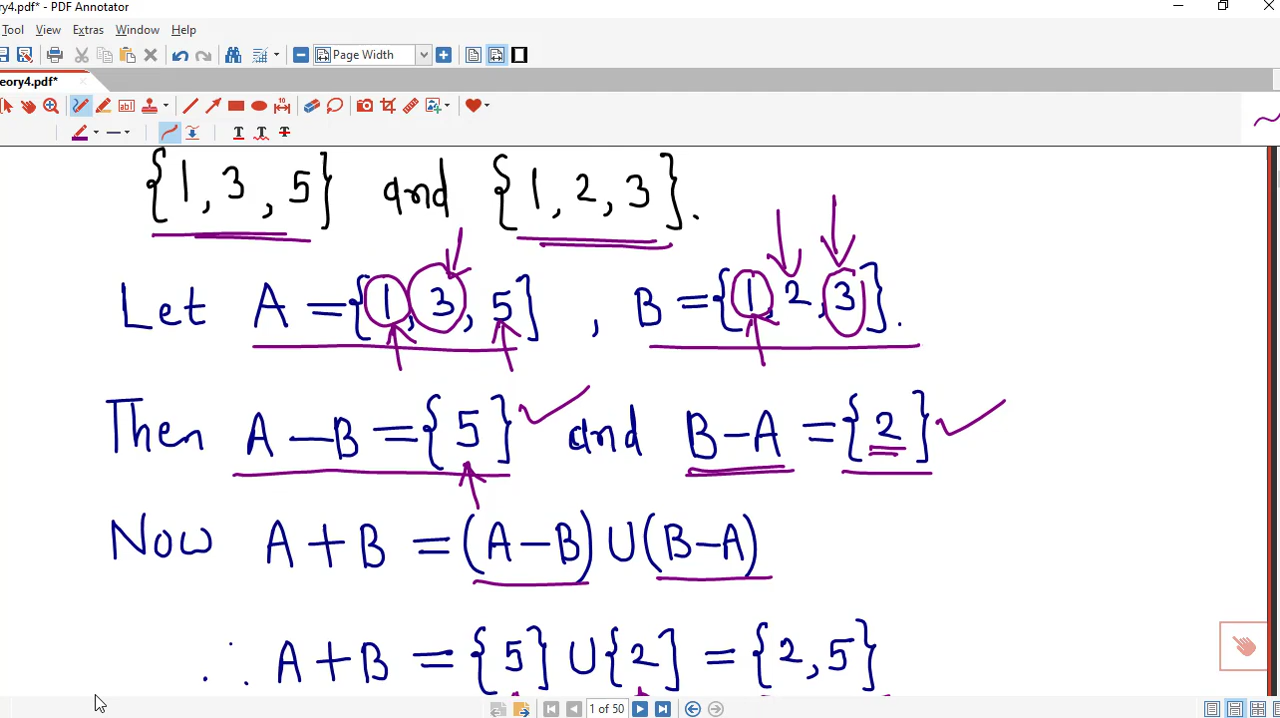 ry4.pdf* - PDF Annotator
Tool View Extras Window Help
Page Width
eory4.pdf*
{1, 3, 5} and {1, 2, 3}.
Let A = {1, 3, 5} , B = {1, 2, 3}.
Then A - B = {5} and B - A = {2}
Now A + B = (A - B) ∪ (B - A)
∴ A + B = {5} ∪ {2} = {2, 5}
1 of 50